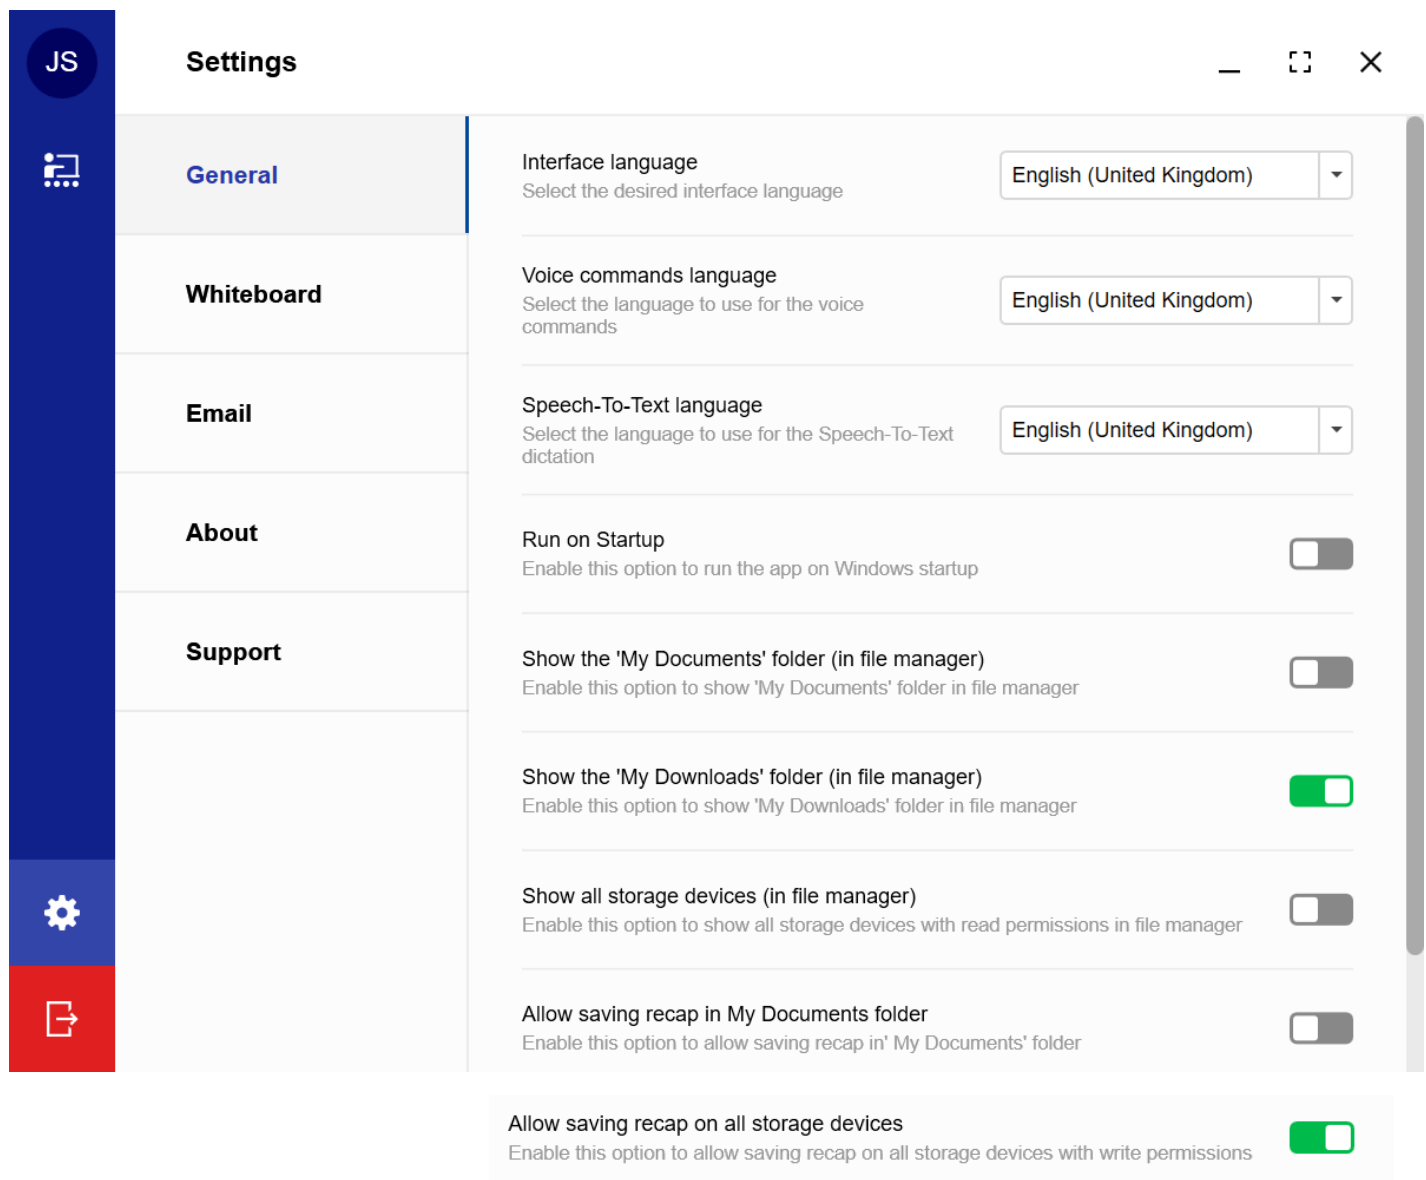 JS
Settings
General
Whiteboard
Email
About
Support
Interface language
Select the desired interface language
English (United Kingdom)
Voice commands language
Select the language to use for the voice
commands
English (United Kingdom)
Speech-To-Text language
Select the language to use for the Speech-To-Text
dictation
English (United Kingdom)
Run on Startup
Enable this option to run the app on Windows startup
Show the 'My Documents' folder (in file manager)
Enable this option to show 'My Documents' folder in file manager
Show the 'My Downloads' folder (in file manager)
Enable this option to show 'My Downloads' folder in file manager
Show all storage devices (in file manager)
Enable this option to show all storage devices with read permissions in file manager
Allow saving recap in My Documents folder
Enable this option to allow saving recap in' My Documents' folder
Allow saving recap on all storage devices
Enable this option to allow saving recap on all storage devices with write permissions